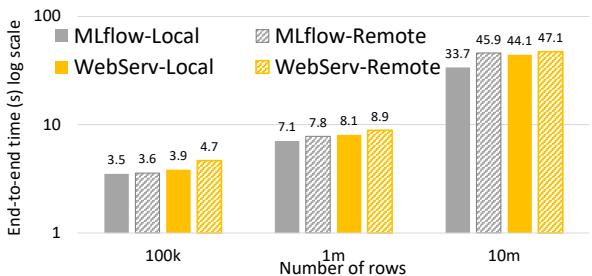 End-to-end time (s) log scale
100
10
1
MLflow-Local
MLflow-Remote
WebServ-Local
WebServ-Remote
3.5 3.6 3.9 4.7
7.1 7.8 8.1 8.9
33.7 45.9 44.1 47.1
100k 1m 10m
Number of rows